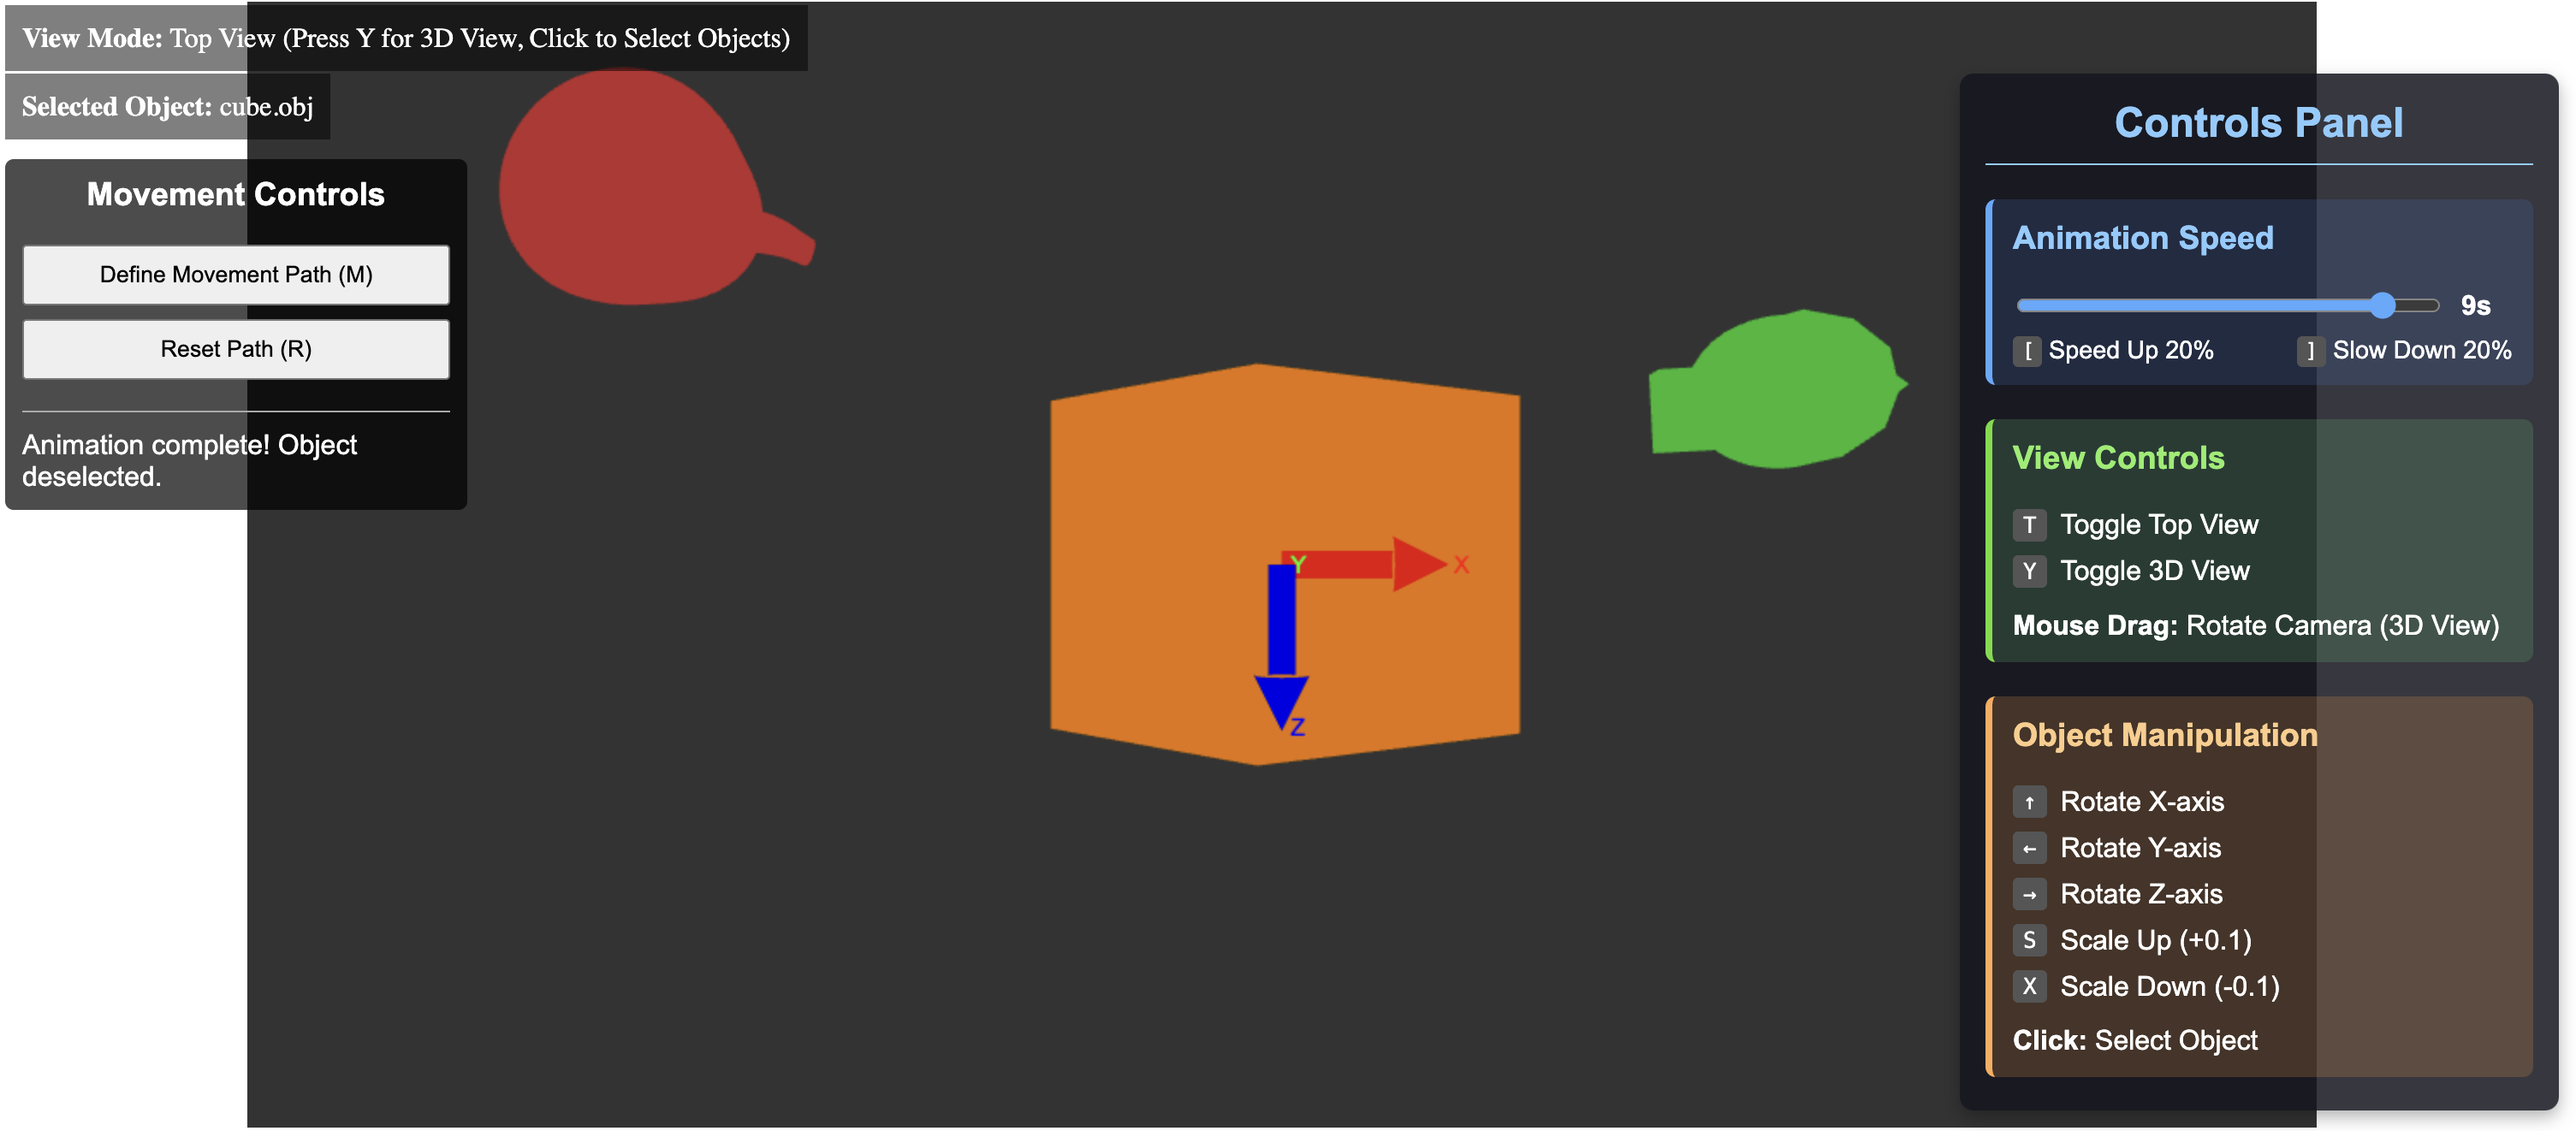 View Mode: Top View (Press Y for 3D View, Click to Select Objects)
Selected Object: cube.obj
Movement Controls
Define Movement Path (M)
Reset Path (R)
Animation complete! Object
deselected.
Y
X
Z
Controls Panel
Animation Speed
9s
[ Speed Up 20% ] Slow Down 20%
View Controls
T Toggle Top View
Y Toggle 3D View
Mouse Drag: Rotate Camera (3D View)
Object Manipulation
↑ Rotate X-axis
← Rotate Y-axis
→ Rotate Z-axis
S Scale Up (+0.1)
X Scale Down (-0.1)
Click: Select Object